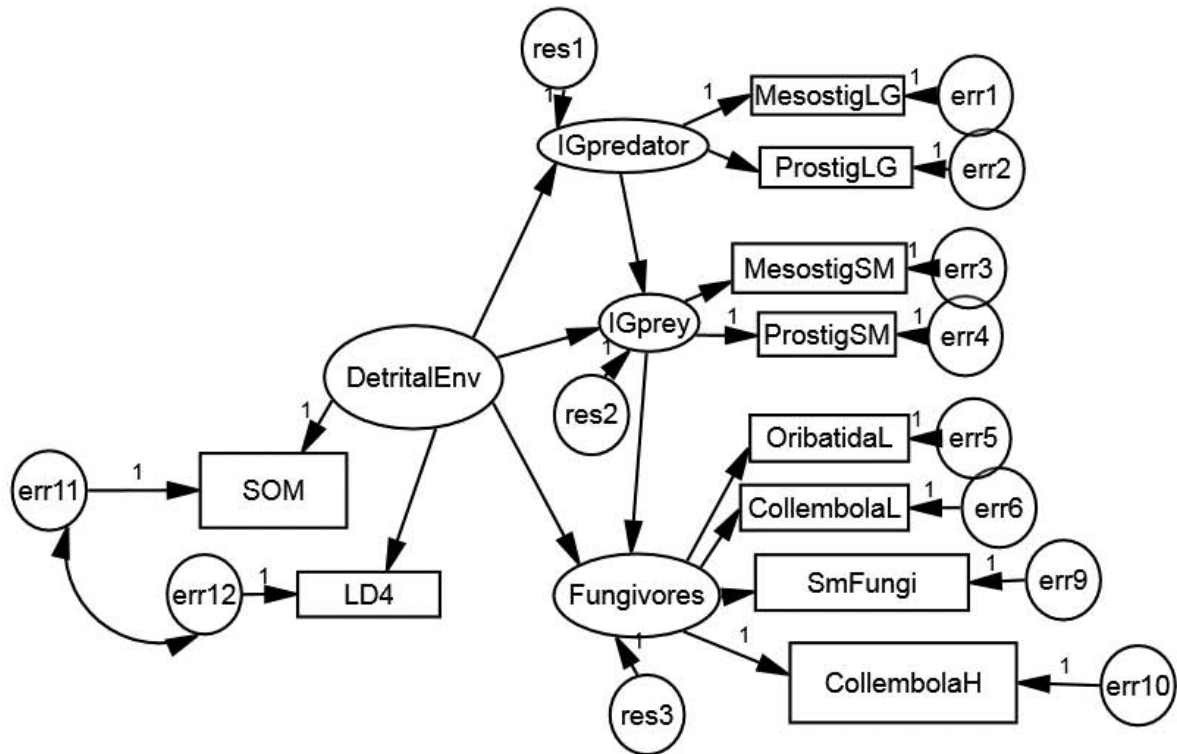 res1
1
1
MesostigLG
1
err1
IGpredator
ProstigLG
1
err2
MesostigSM
1
err3
IGprey
1
ProstigSM
1
err4
1
res2
DetritalEnv
1
OribatidaL
1
err5
err11
1
SOM
CollembolaL
1
err6
err12
1
LD4
Fungivores
SmFungi
1
err9
1
1
CollembolaH
1
err10
res3